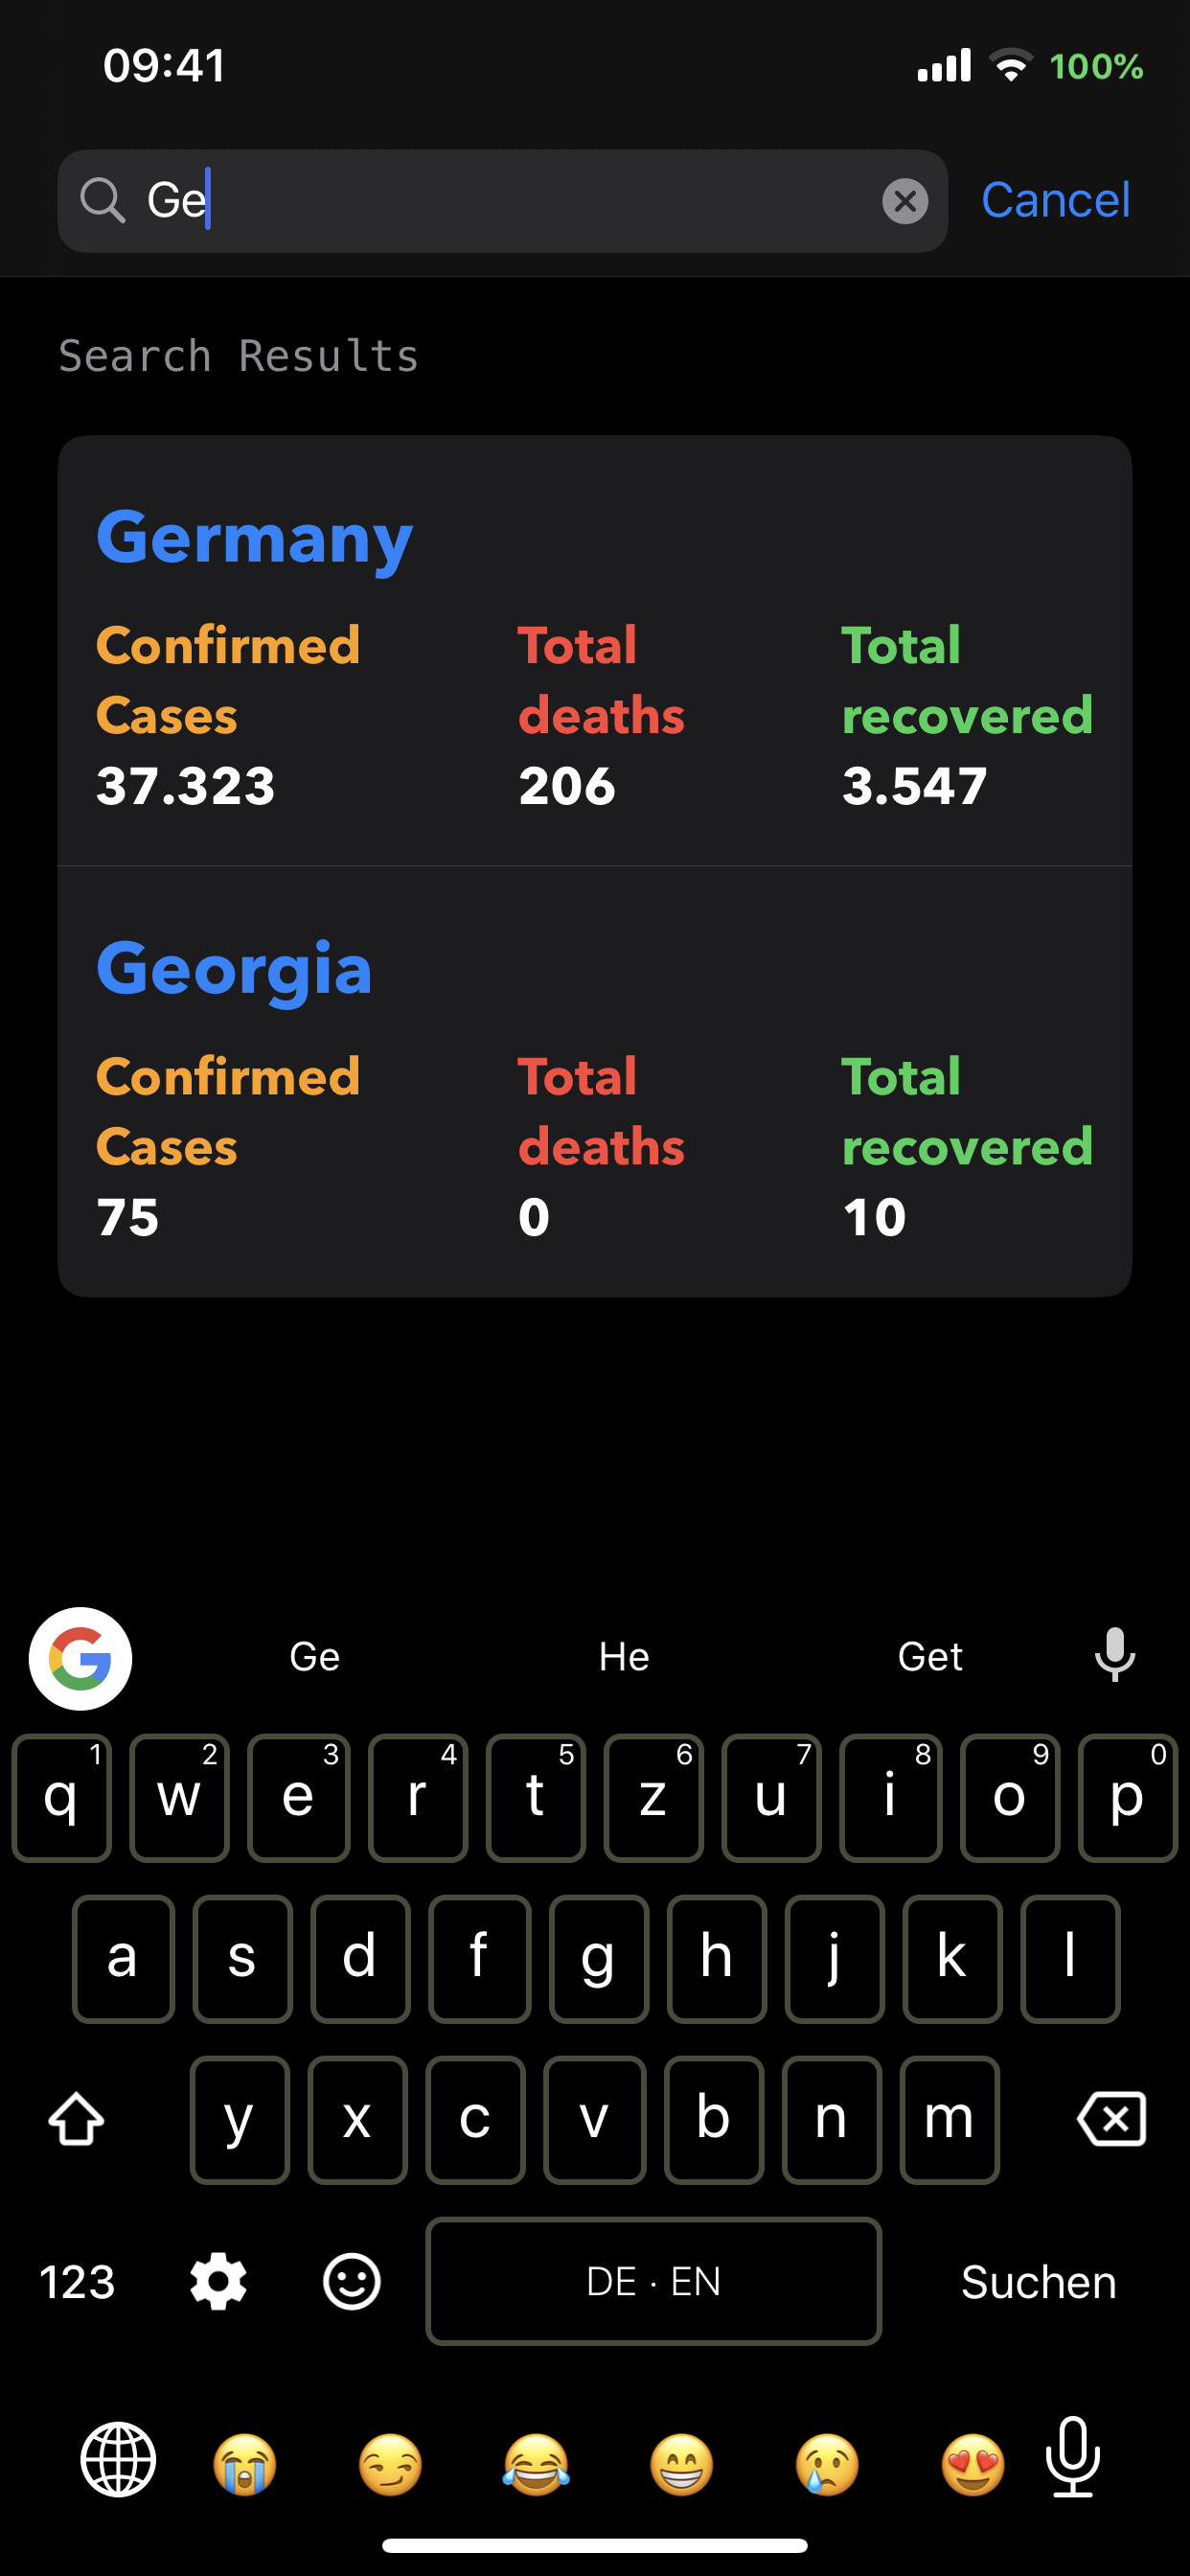 09:41 100%
Ge Cancel
Search Results
Germany
Confirmed Total Total
Cases deaths recovered
37.323 206 3.547
Georgia
Confirmed Total Total
Cases deaths recovered
75 0 10
Ge He Get
1 2 3 4 5 6 7 8 9 0
q w e r t z u i o p
a s d f g h j k l
y x c v b n m
123 DE · EN Suchen